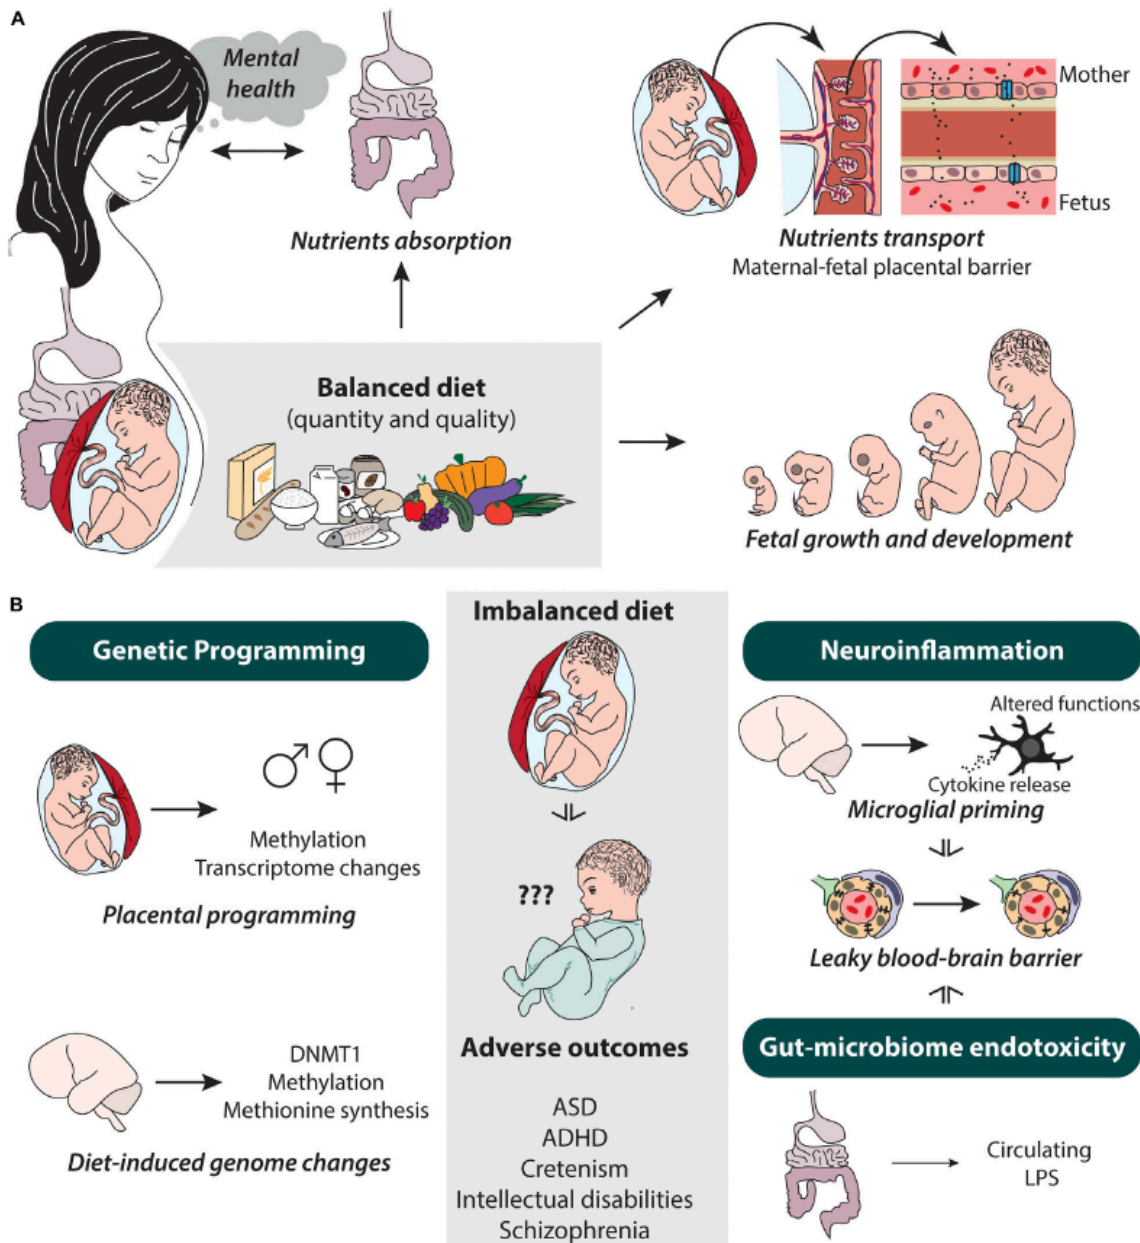 A
Mental
health
Nutrients absorption
Mother
Fetus
Nutrients transport
Maternal-fetal placental barrier
Balanced diet
(quantity and quality)
Fetal growth and development
B
Genetic Programming
Methylation
Transcriptome changes
Placental programming
DNMT1
Methylation
Methionine synthesis
Diet-induced genome changes
Imbalanced diet
???
Adverse outcomes
ASD
ADHD
Cretenism
Intellectual disabilities
Schizophrenia
Neuroinflammation
Altered functions
Cytokine release
Microglial priming
Leaky blood-brain barrier
Gut-microbiome endotoxicity
Circulating
LPS